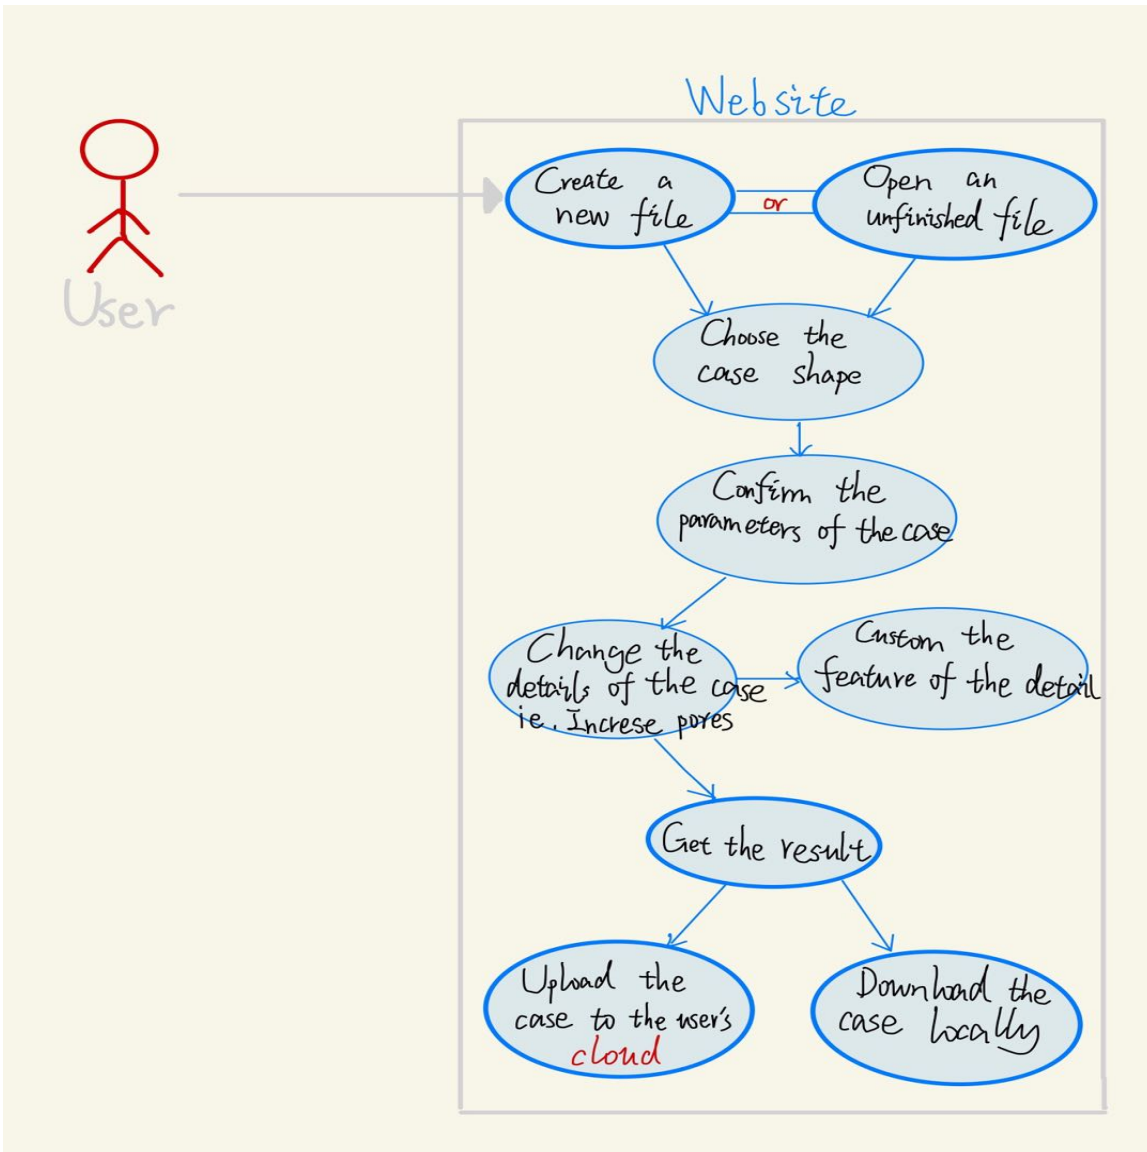 Website
User
Create a
new file
or
Open an
unfinished file
Choose the
case shape
Confirm the
parameters of the case
Change the
details of the case
ie. Increse pores
Custom the
feature of the detail
Get the result
Upload the
case to the user's
cloud
Download the
case locally